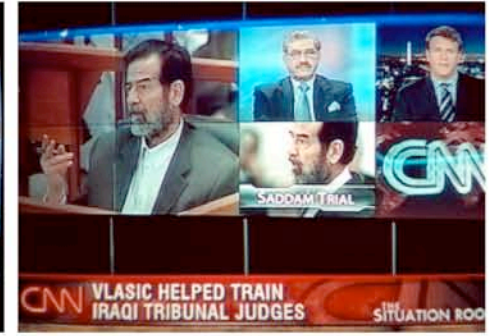 SADDAM TRIAL
CNN
CNN
VLASIC HELPED TRAIN
IRAQI TRIBUNAL JUDGES
THE
SITUATION ROO